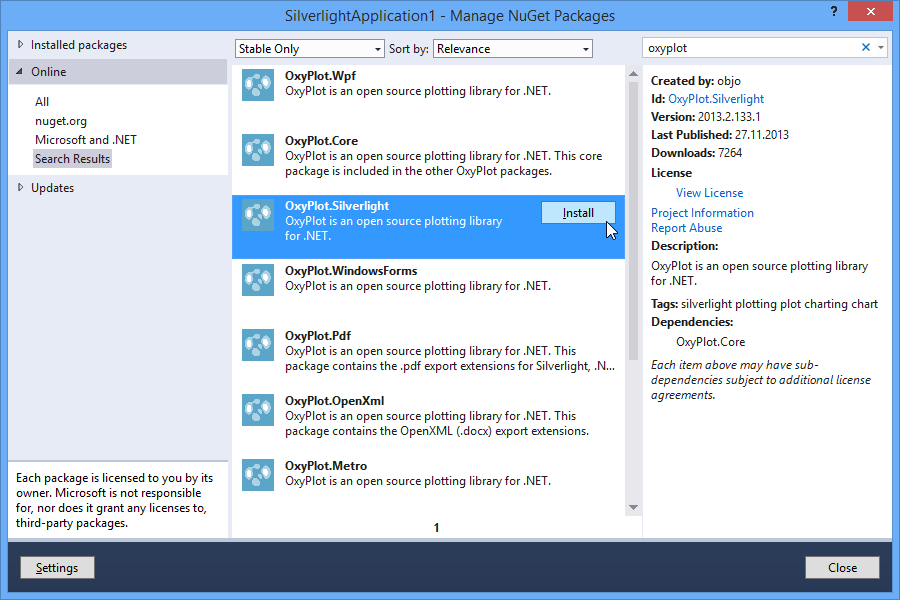 SilverlightApplication1 - Manage NuGet Packages
?
Installed packages
Online
All
nuget.org
Microsoft and .NET
Search Results
Updates
Each package is licensed to you by its
owner. Microsoft is not responsible
for, nor does it grant any licenses to,
third-party packages.
Stable Only
Sort by:
Relevance
OxyPlot.Wpf
OxyPlot is an open source plotting library for .NET.
OxyPlot.Core
OxyPlot is an open source plotting library for .NET. This core
package is included in the other OxyPlot packages.
OxyPlot.Silverlight
OxyPlot is an open source plotting library
for .NET.
Install
OxyPlot.WindowsForms
OxyPlot is an open source plotting library for .NET.
OxyPlot.Pdf
OxyPlot is an open source plotting library for .NET. This
package contains the .pdf export extensions for Silverlight, .N...
OxyPlot.OpenXml
OxyPlot is an open source plotting library for .NET. This
package contains the OpenXML (.docx) export extensions.
OxyPlot.Metro
OxyPlot is an open source plotting library for .NET.
1
oxyplot
Created by: objo
Id: OxyPlot.Silverlight
Version: 2013.2.133.1
Last Published: 27.11.2013
Downloads: 7264
License
View License
Project Information
Report Abuse
Description:
OxyPlot is an open source plotting library
for .NET.
Tags: silverlight plotting plot charting chart
Dependencies:
OxyPlot.Core
Each item above may have sub-
dependencies subject to additional license
agreements.
Settings
Close